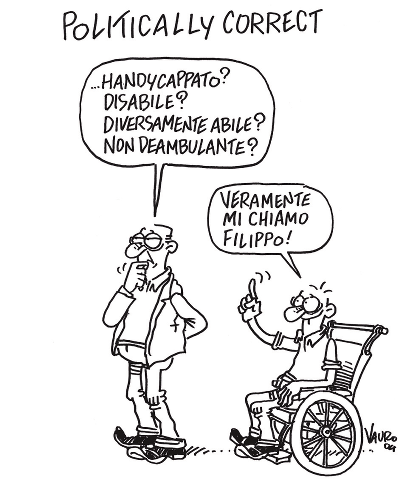 POLITICALLY CORRECT
...HANDYCAPPATO?
DISABILE?
DIVERSAMENTE ABILE?
NON DEAMBULANTE?
VERAMENTE
MI CHIAMO
FILIPPO!
VAURO